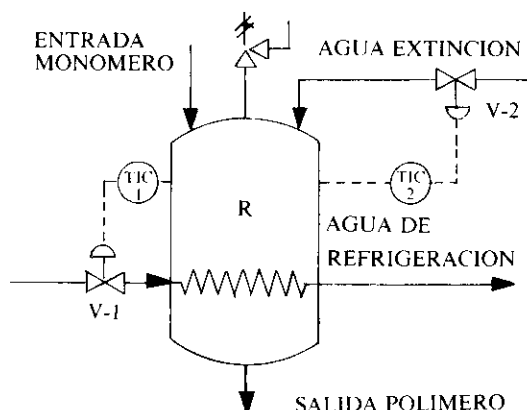 ENTRADA
MONOMERO
AGUA EXTINCION
V-2
TIC
1
TIC
2
R
AGUA DE
REFRIGERACION
V-1
SALIDA POLIMERO